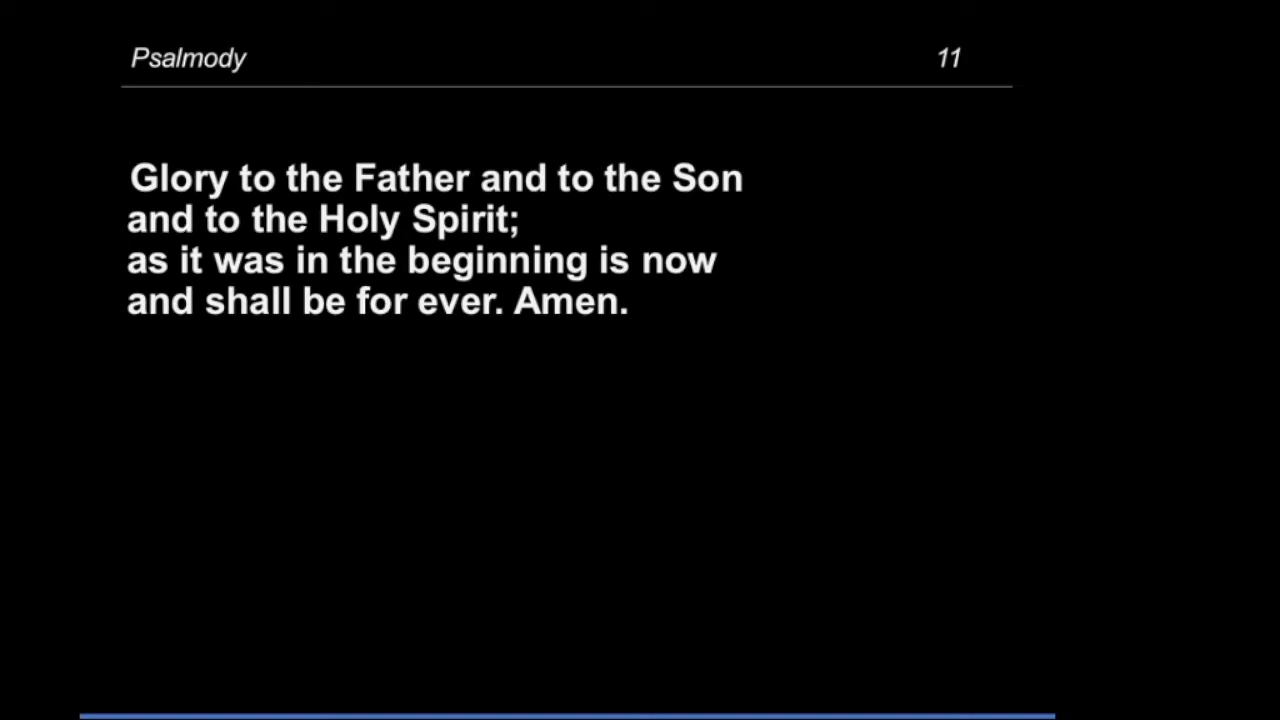 Psalmody 11
Glory to the Father and to the Son
and to the Holy Spirit;
as it was in the beginning is now
and shall be for ever. Amen.